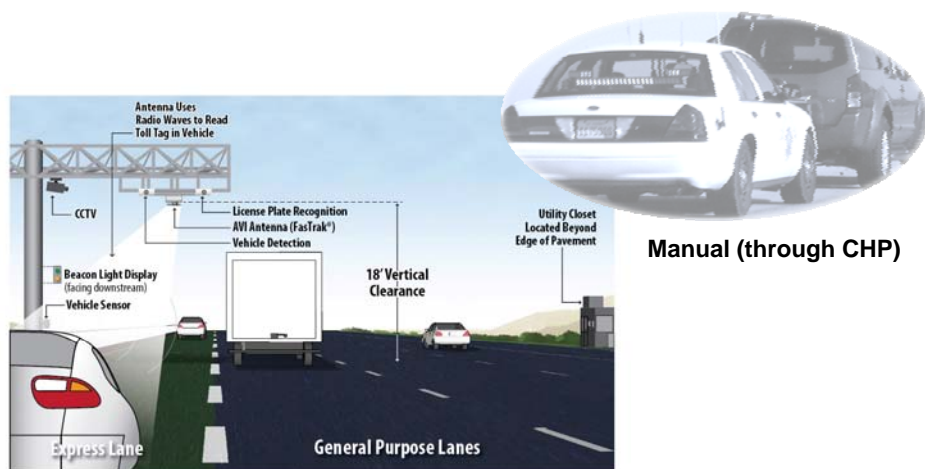 Antenna Uses
Radio Waves to Read
Toll Tag in Vehicle
CCTV
License Plate Recognition
AVI Antenna (FasTrak®)
Vehicle Detection
Utility Closet
Located Beyond
Edge of Pavement
Manual (through CHP)
Beacon Light Display
(facing downstream)
Vehicle Sensor
18' Vertical
Clearance
Express Lane
General Purpose Lanes